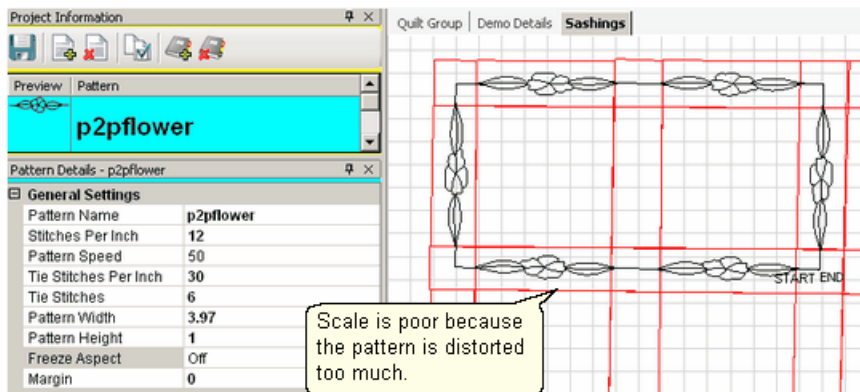 Project Information
Quilt Group Demo Details Sashings
Preview Pattern
p2pflower
Pattern Details - p2pflower
General Settings
Pattern Name p2pflower
Stitches Per Inch 12
Pattern Speed 50
Tie Stitches Per Inch 30
Tie Stitches 6
Pattern Width 3.97
Pattern Height 1
Freeze Aspect Off
Margin 0
START END
Scale is poor because
the pattern is distorted
too much.